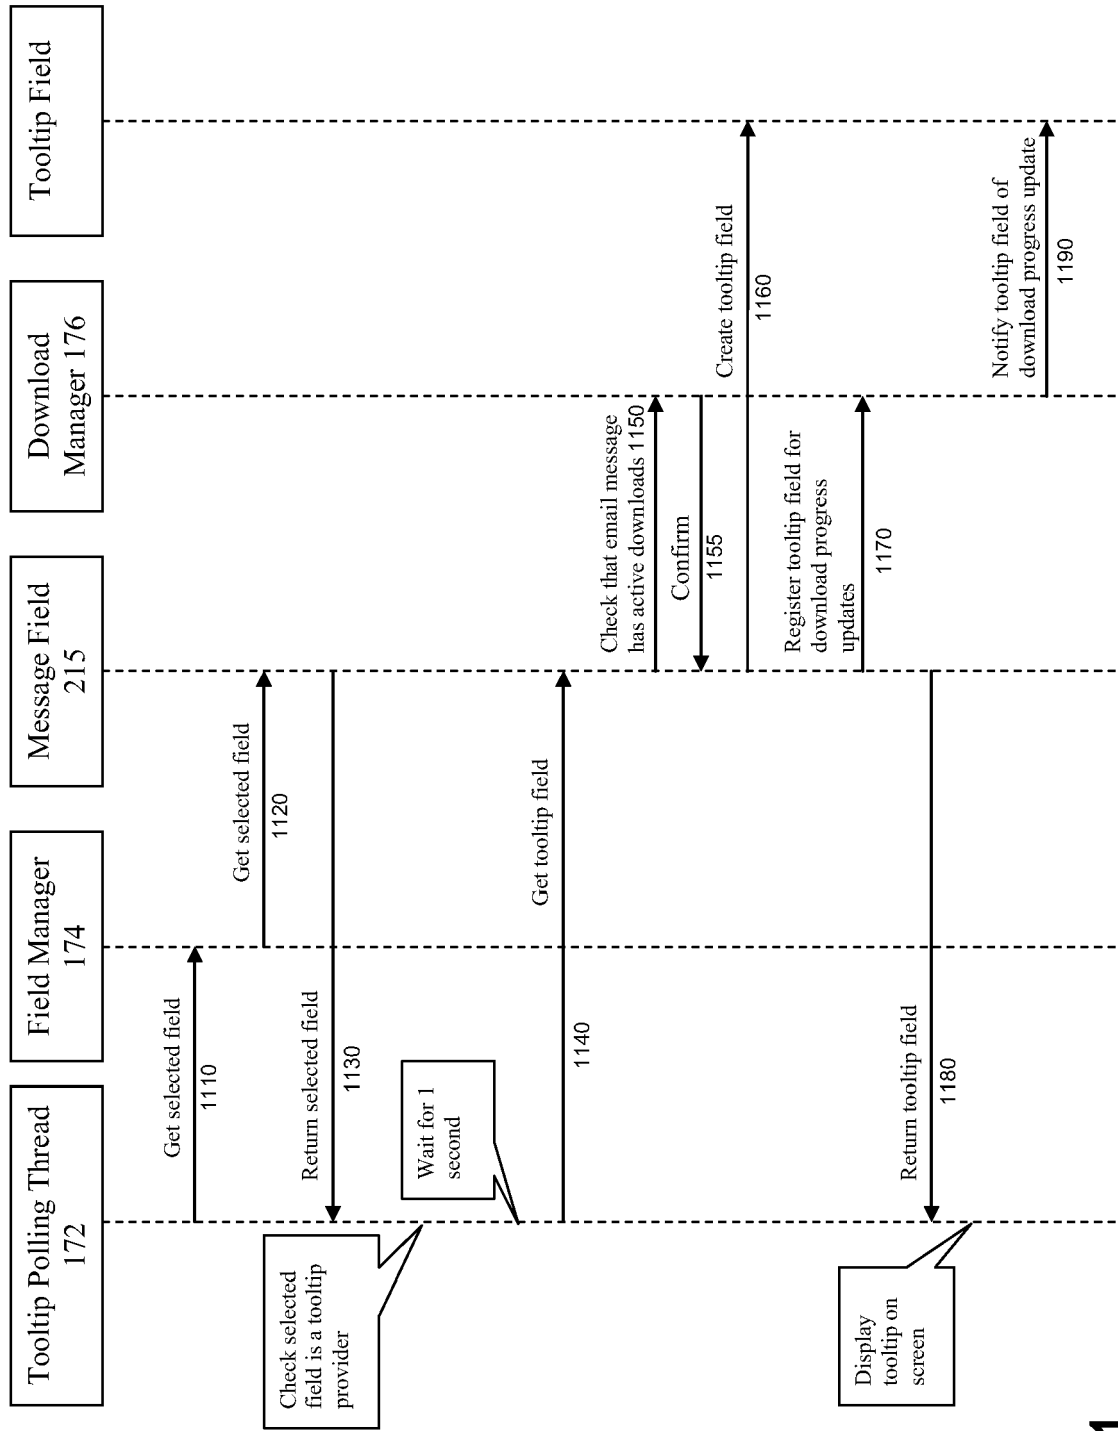 Tooltip Polling Thread
172
Field Manager
174
Message Field
215
Download
Manager 176
Tooltip Field
Get selected field
1110
Get selected field
1120
Return selected field
1130
Check selected
field is a tooltip
provider
Wait for 1
second
Get tooltip field
1140
Check that email message
has active downloads 1150
Confirm
1155
Create tooltip field
1160
Register tooltip field for
download progress
updates
1170
Return tooltip field
1180
Display
tooltip on
screen
Notify tooltip field of
download progress update
1190